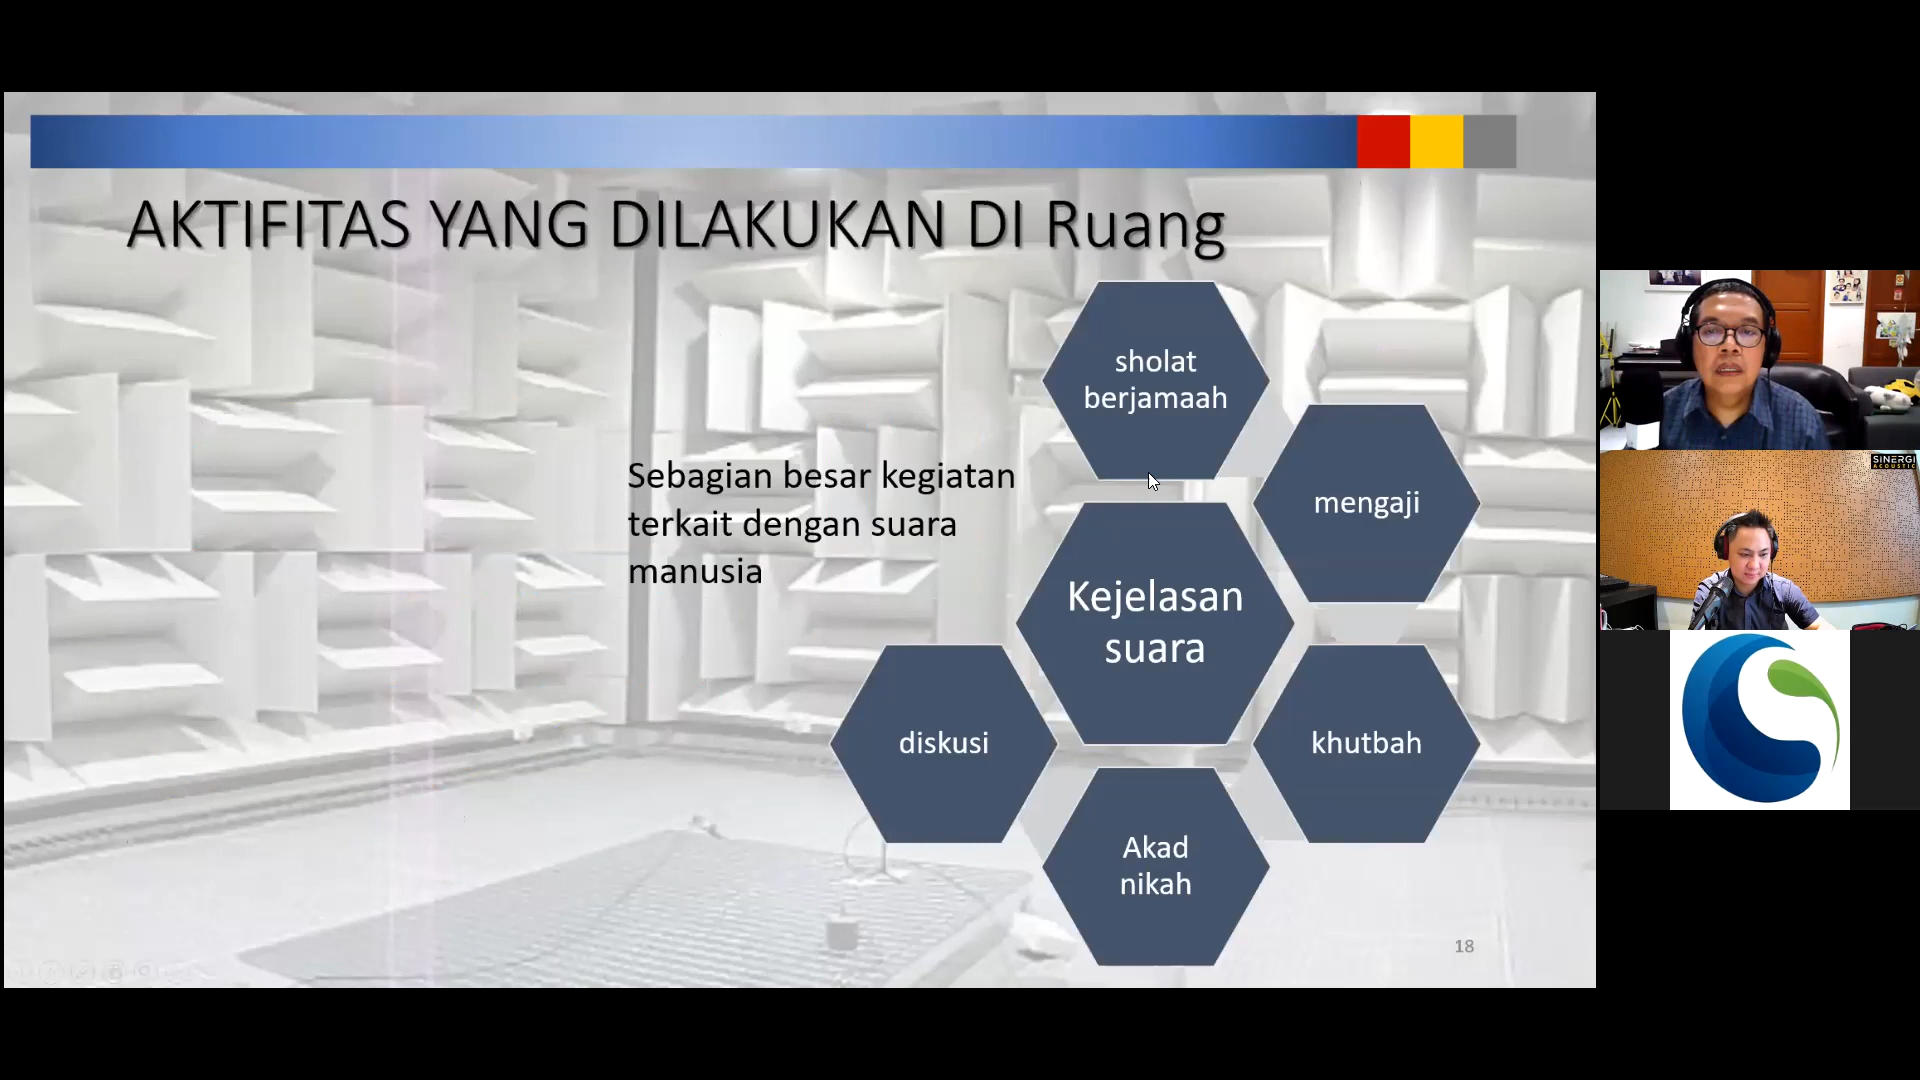 AKTIFITAS YANG DILAKUKAN DI Ruang
Sebagian besar kegiatan
terkait dengan suara
manusia
sholat
berjamaah
mengaji
Kejelasan
suara
diskusi
khutbah
Akad
nikah
18
SINERGI
ACOUSTIC